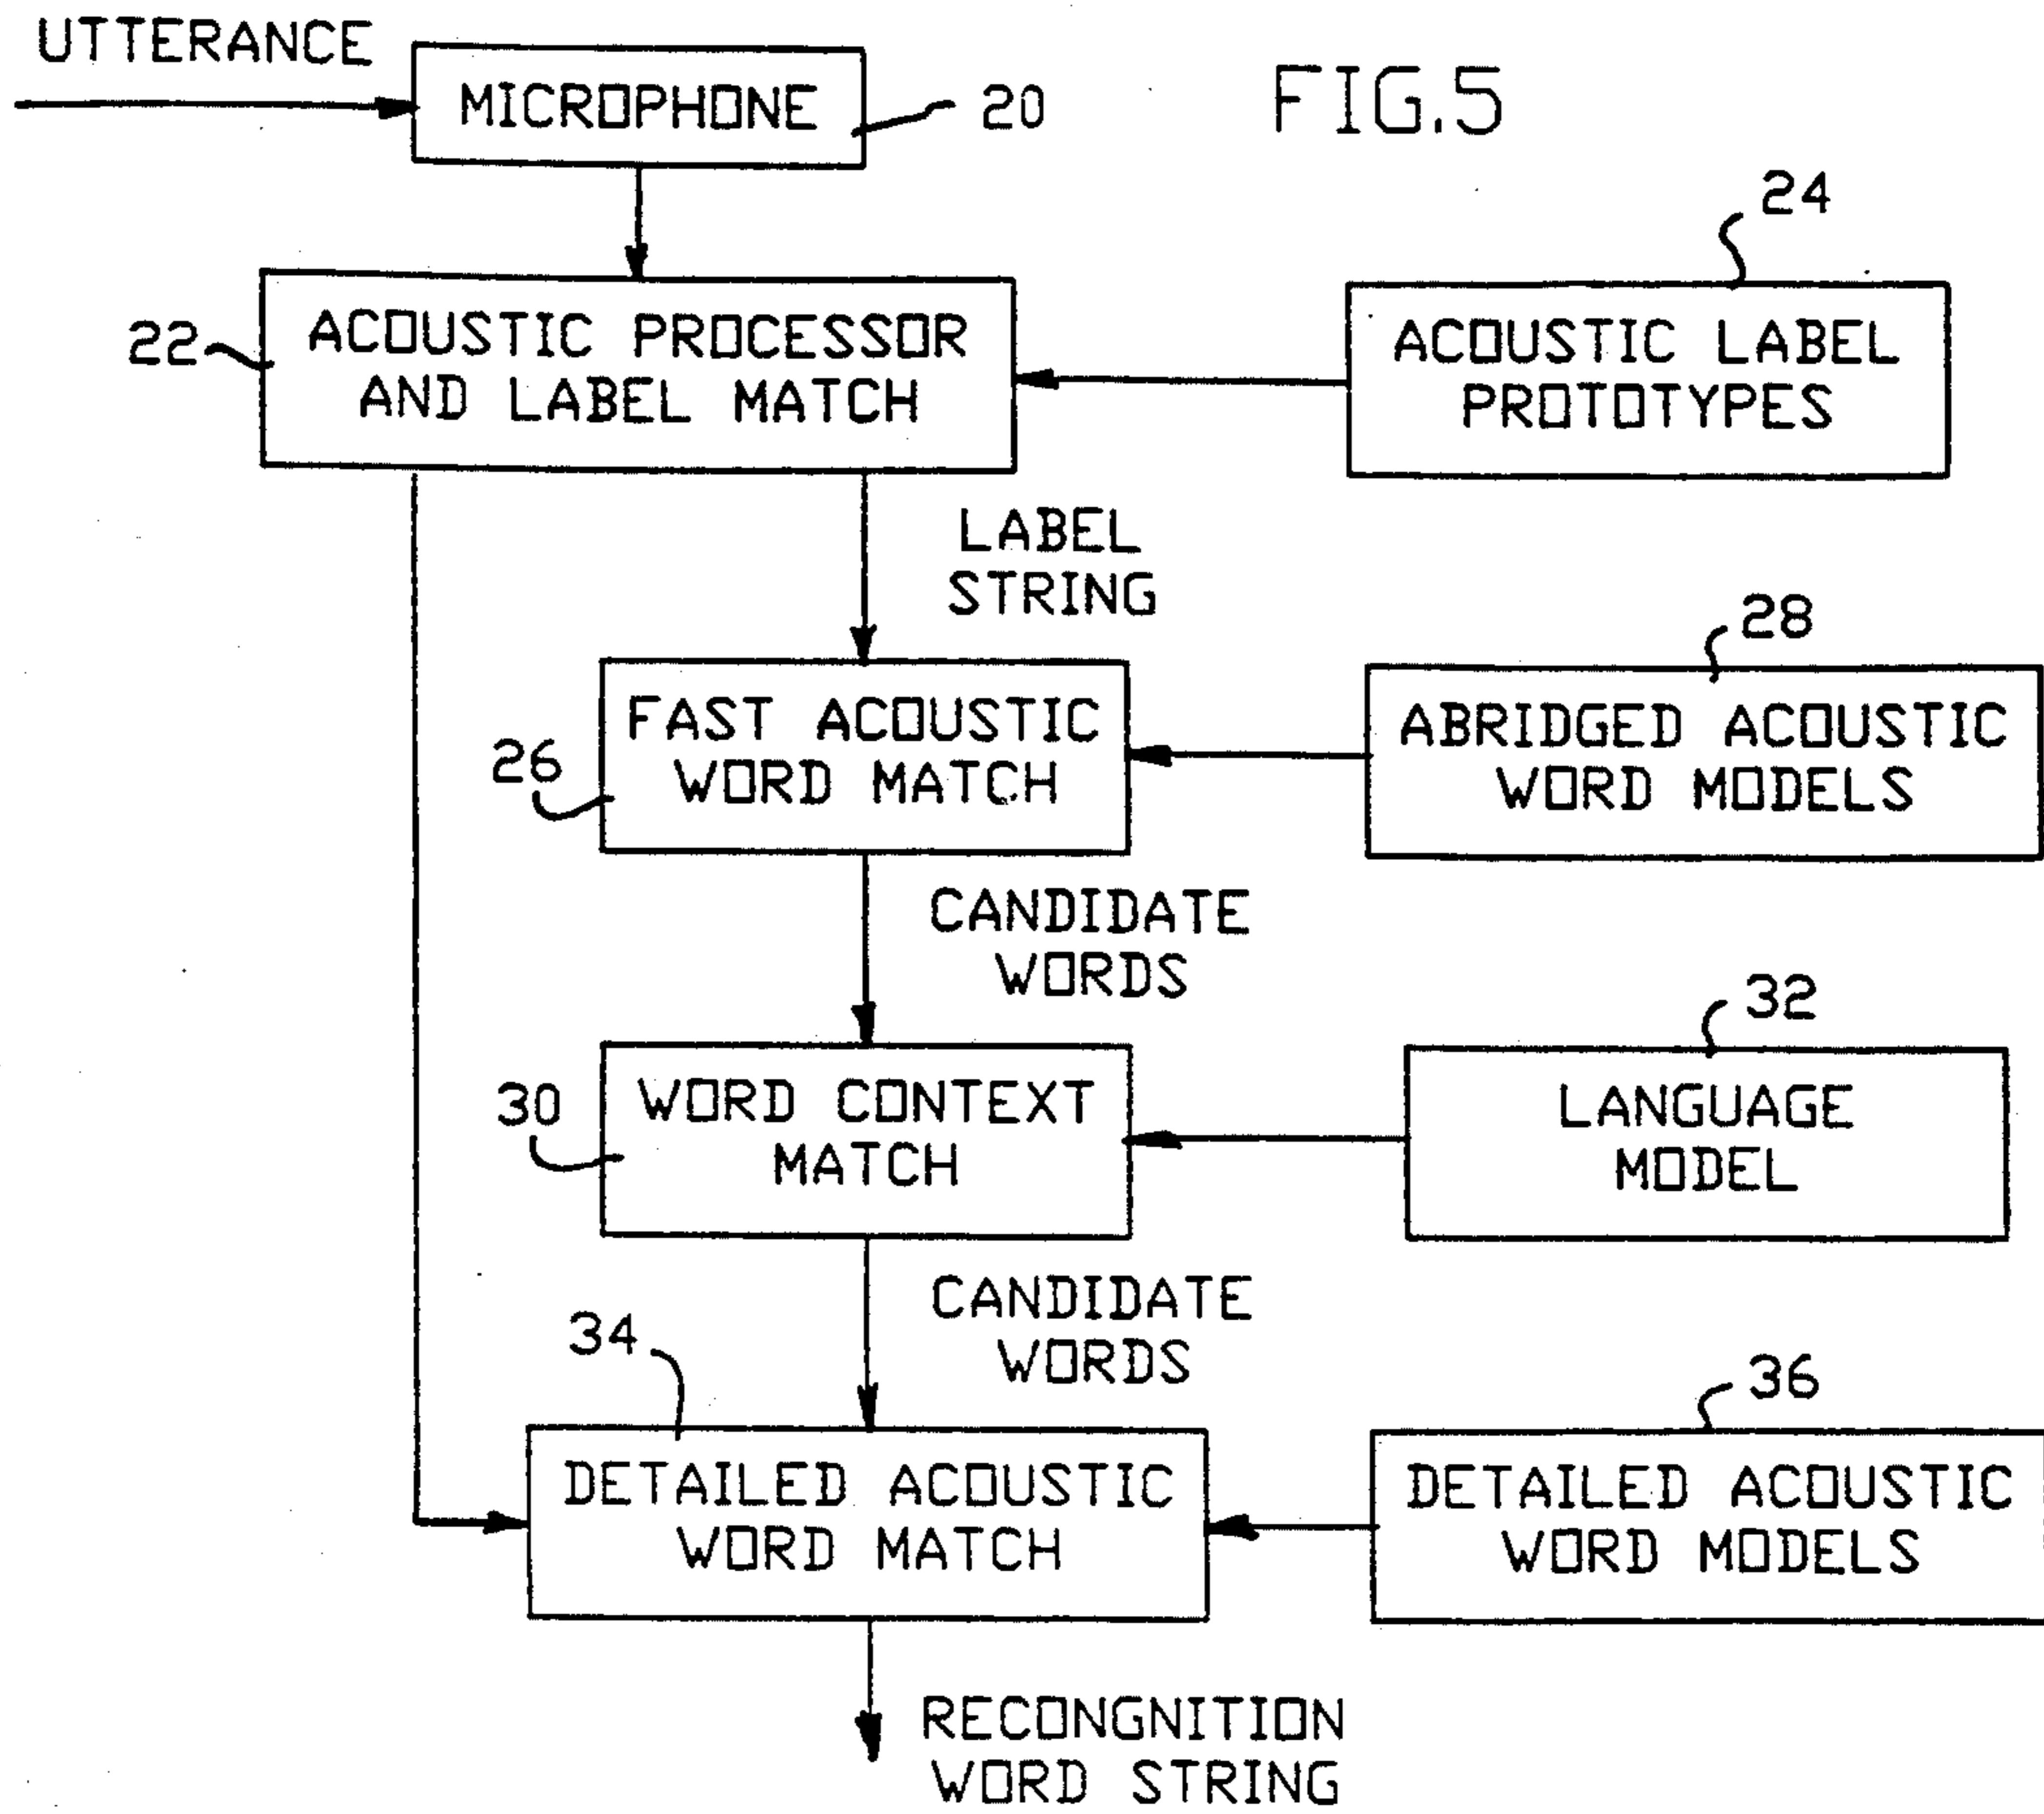 UTTERANCE
MICROPHONE
20
FIG.5
24
22
ACOUSTIC PROCESSOR
AND LABEL MATCH
ACOUSTIC LABEL
PROTOTYPES
LABEL
STRING
28
26
FAST ACOUSTIC
WORD MATCH
ABRIDGED ACOUSTIC
WORD MODELS
CANDIDATE
WORDS
32
30
WORD CONTEXT
MATCH
LANGUAGE
MODEL
CANDIDATE
WORDS
34
36
DETAILED ACOUSTIC
WORD MATCH
DETAILED ACOUSTIC
WORD MODELS
RECONGNITION
WORD STRING